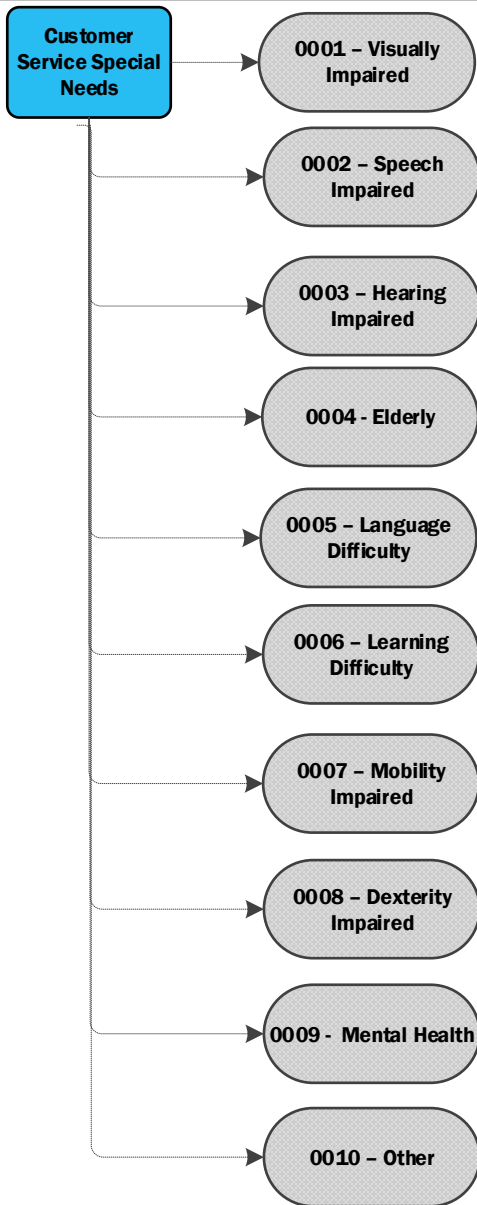 Customer
Service Special
Needs
0001 – Visually
Impaired
0002 – Speech
Impaired
0003 – Hearing
Impaired
0004 - Elderly
0005 – Language
Difficulty
0006 – Learning
Difficulty
0007 – Mobility
Impaired
0008 – Dexterity
Impaired
0009 - Mental Health
0010 – Other